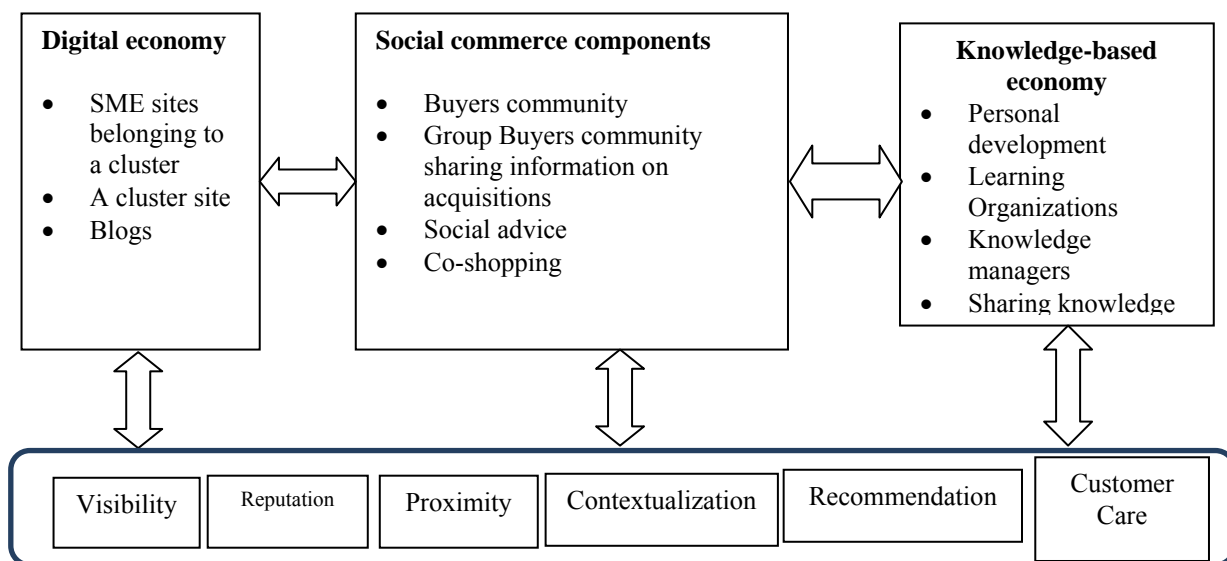 Digital economy
• SME sites
belonging to
a cluster
• A cluster site
• Blogs
Social commerce components
• Buyers community
• Group Buyers community
sharing information on
acquisitions
• Social advice
• Co-shopping
Knowledge-based
economy
• Personal
development
• Learning
Organizations
• Knowledge
managers
• Sharing knowledge
Visibility
Reputation
Proximity
Contextualization
Recommendation
Customer
Care